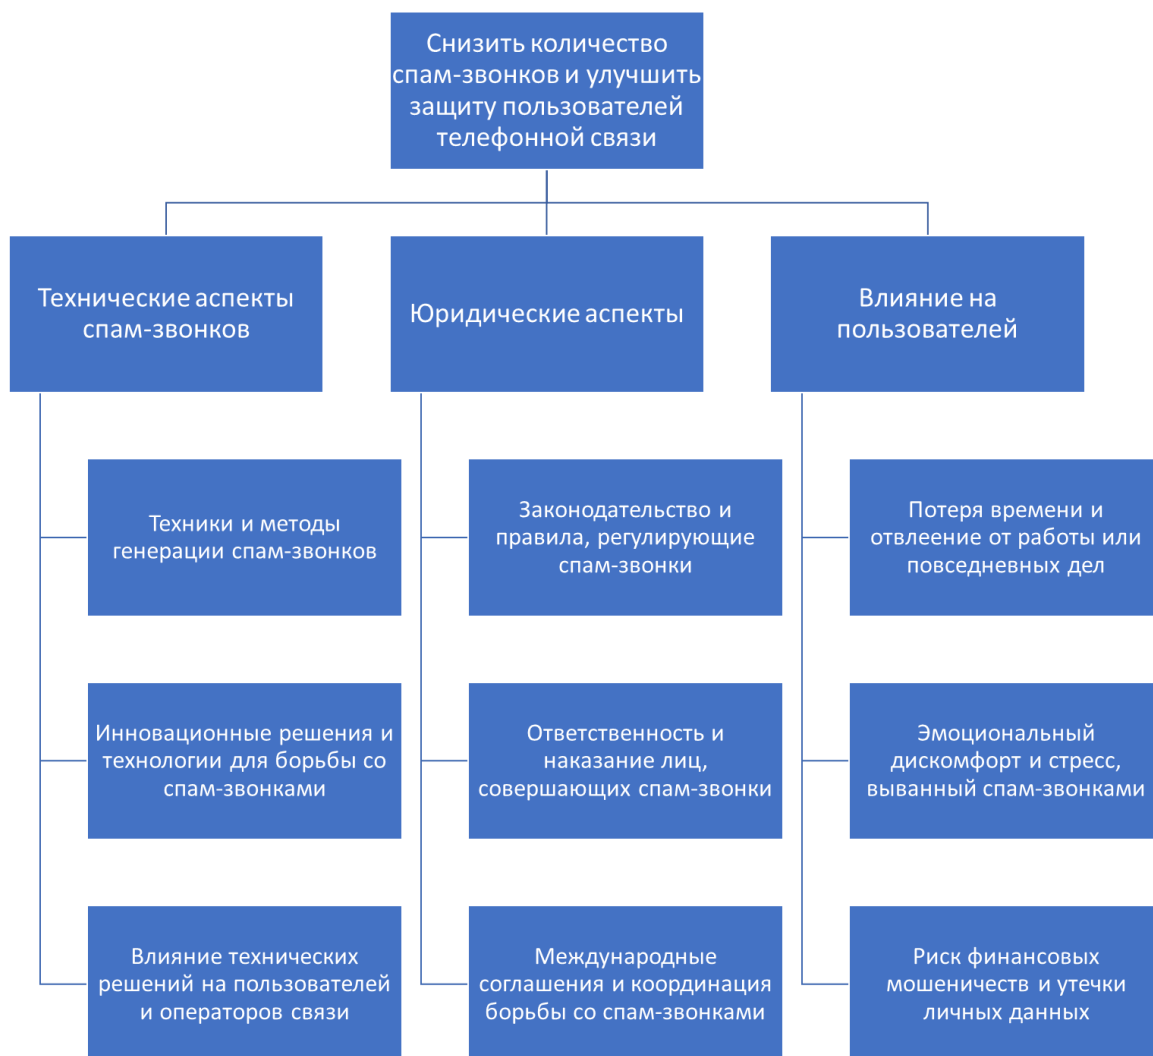 Снизить количество
спам-звонков и улучшить
защиту пользователей
телефонной связи
Технические аспекты
спам-звонков
Юридические аспекты
Влияние на
пользователей
Техники и методы
генерации спам-звонков
Законодательство и
правила, регулирующие
спам-звонки
Потеря времени и
отвлеение от работы или
повседневных дел
Инновационные решения и
технологии для борьбы со
спам-звонками
Ответственность и
наказание лиц,
совершающих спам-звонки
Эмоциональный
дискомфорт и стресс,
выванный спам-звонками
Влияние технических
решений на пользователей
и операторов связи
Международные
соглашения и координация
борьбы со спам-звонками
Риск финансовых
мошеничеств и утечки
личных данных